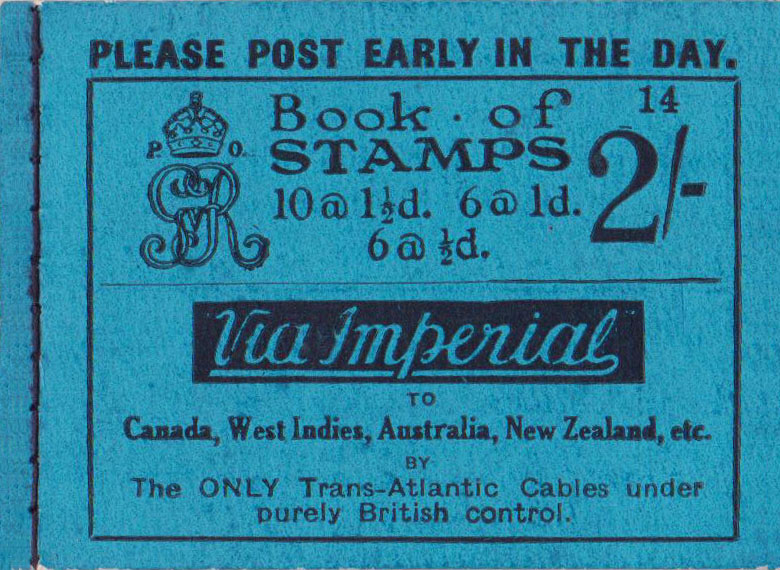 PLEASE POST EARLY IN THE DAY.
14
Book · of
STAMPS
2/-
P. O.
GRV
10@1½d. 6@1d.
6@½d.
Via Imperial
TO
Canada, West Indies, Australia, New Zealand, etc.
BY
The ONLY Trans-Atlantic Cables under
purely British control.